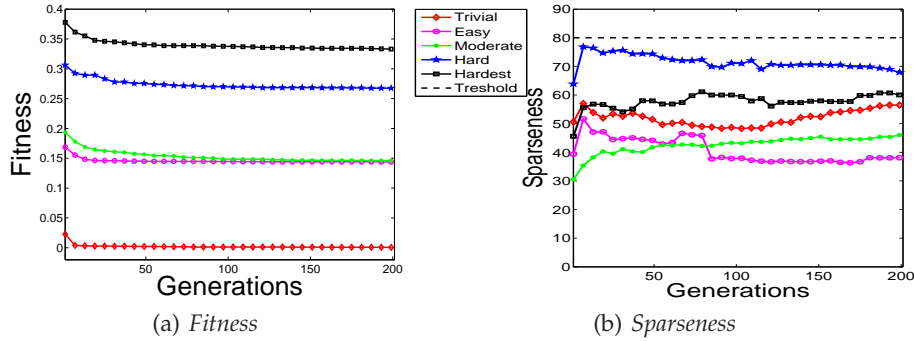 0.4
0.35
0.3
0.25
0.2
0.15
0.1
0.05
0
50
100
150
200
Fitness
Generations
(a) Fitness
Trivial
Easy
Moderate
Hard
Hardest
Treshold
90
80
70
60
50
40
30
20
10
0
50
100
150
200
Sparseness
Generations
(b) Sparseness